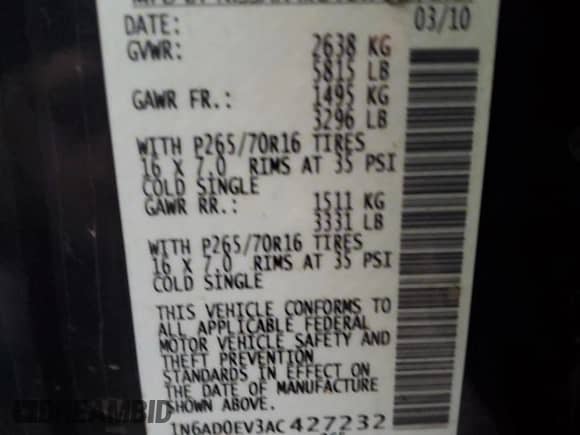 DATE: 03/10
GVWR: 2638 KG
5815 LB
GAWR FR.: 1495 KG
3296 LB
WITH P265/70R16 TIRES
16 X 7.0 RIMS AT 35 PSI
COLD SINGLE
GAWR RR.: 1511 KG
3331 LB
WITH P265/70R16 TIRES
16 X 7.0 RIMS AT 35 PSI
COLD SINGLE
THIS VEHICLE CONFORMS TO
ALL APPLICABLE FEDERAL
MOTOR VEHICLE SAFETY AND
THEFT PREVENTION
STANDARDS IN EFFECT ON
THE DATE OF MANUFACTURE
SHOWN ABOVE.
1N6AD0EV3AC427232
DREAMBID